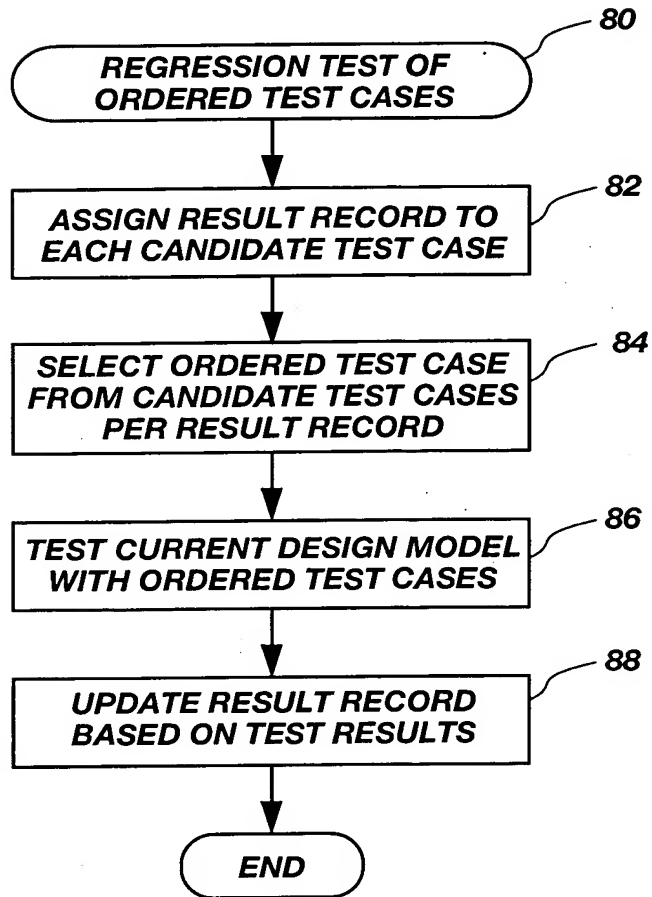 80
REGRESSION TEST OF
ORDERED TEST CASES
82
ASSIGN RESULT RECORD TO
EACH CANDIDATE TEST CASE
84
SELECT ORDERED TEST CASE
FROM CANDIDATE TEST CASES
PER RESULT RECORD
86
TEST CURRENT DESIGN MODEL
WITH ORDERED TEST CASES
88
UPDATE RESULT RECORD
BASED ON TEST RESULTS
END